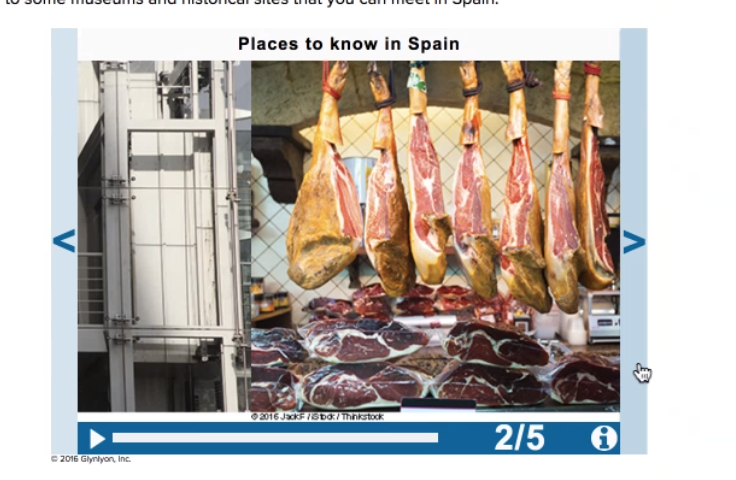 to some museums and historical sites that you can meet in Spain.
Places to know in Spain
<
>
© 2016 JackF / iStock / Thinkstock
2/5
i
© 2016 Glynlyon, Inc.